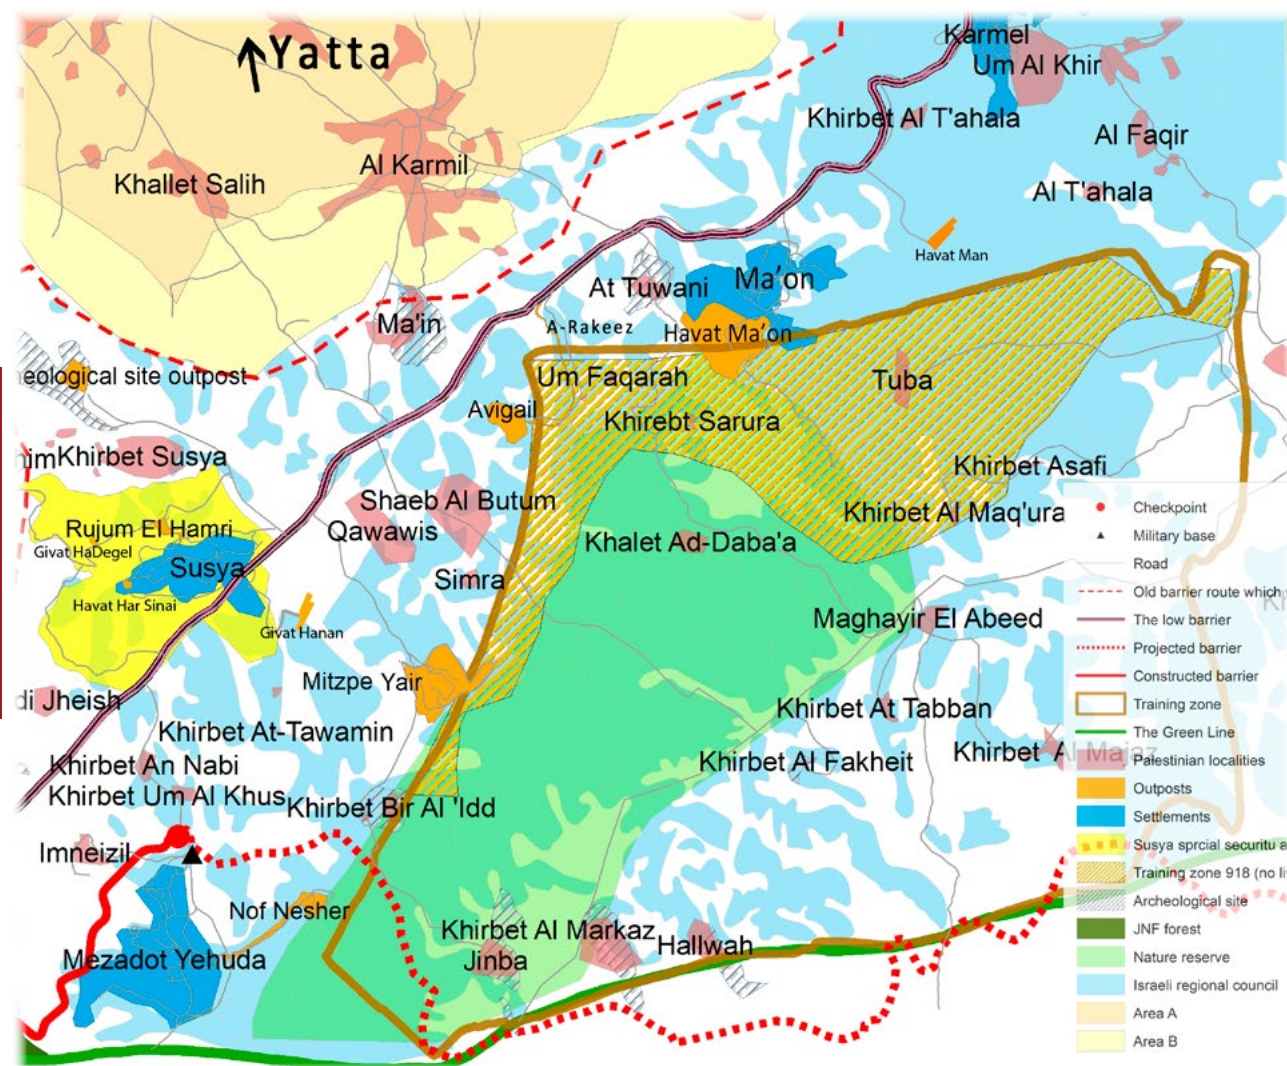 Yatta
Karmel
Um Al Khir
Khirbet Al T'ahala
Al Faqir
Al Karmil
Khallet Salih
Al T'ahala
Havat Man
At Tuwani
Ma'on
Ma'in
A-Rakeez
Havat Ma'on
eological site outpost
Um Faqarah
Tuba
Avigail
Khirebt Sarura
him
Khirbet Susya
Khirbet Asafi
Shaeb Al Butum
Khirbet Al Maq'ura
Rujum El Hamri
Qawawis
Khalet Ad-Daba'a
Givat HaDegel
Susya
Simra
Havat Har Sinai
Maghayir El Abeed
Givat Hanan
Mitzpe Yair
di Jheish
Khirbet At Tabban
Khirbet At-Tawamin
Khirbet Al Majaz
Khirbet An Nabi
Khirbet Al Fakheit
Khirbet Um Al Khus
Khirbet Bir Al 'Idd
Imneizil
Nof Nesher
Khirbet Al Markaz
Hallwah
Mezadot Yehuda
Jinba
Checkpoint
Military base
Road
Old barrier route which
The low barrier
Projected barrier
Constructed barrier
Training zone
The Green Line
Palestinian localities
Outposts
Settlements
Susya sprcial securitu a
Training zone 918 (no li
Archeological site
JNF forest
Nature reserve
Israeli regional council
Area A
Area B